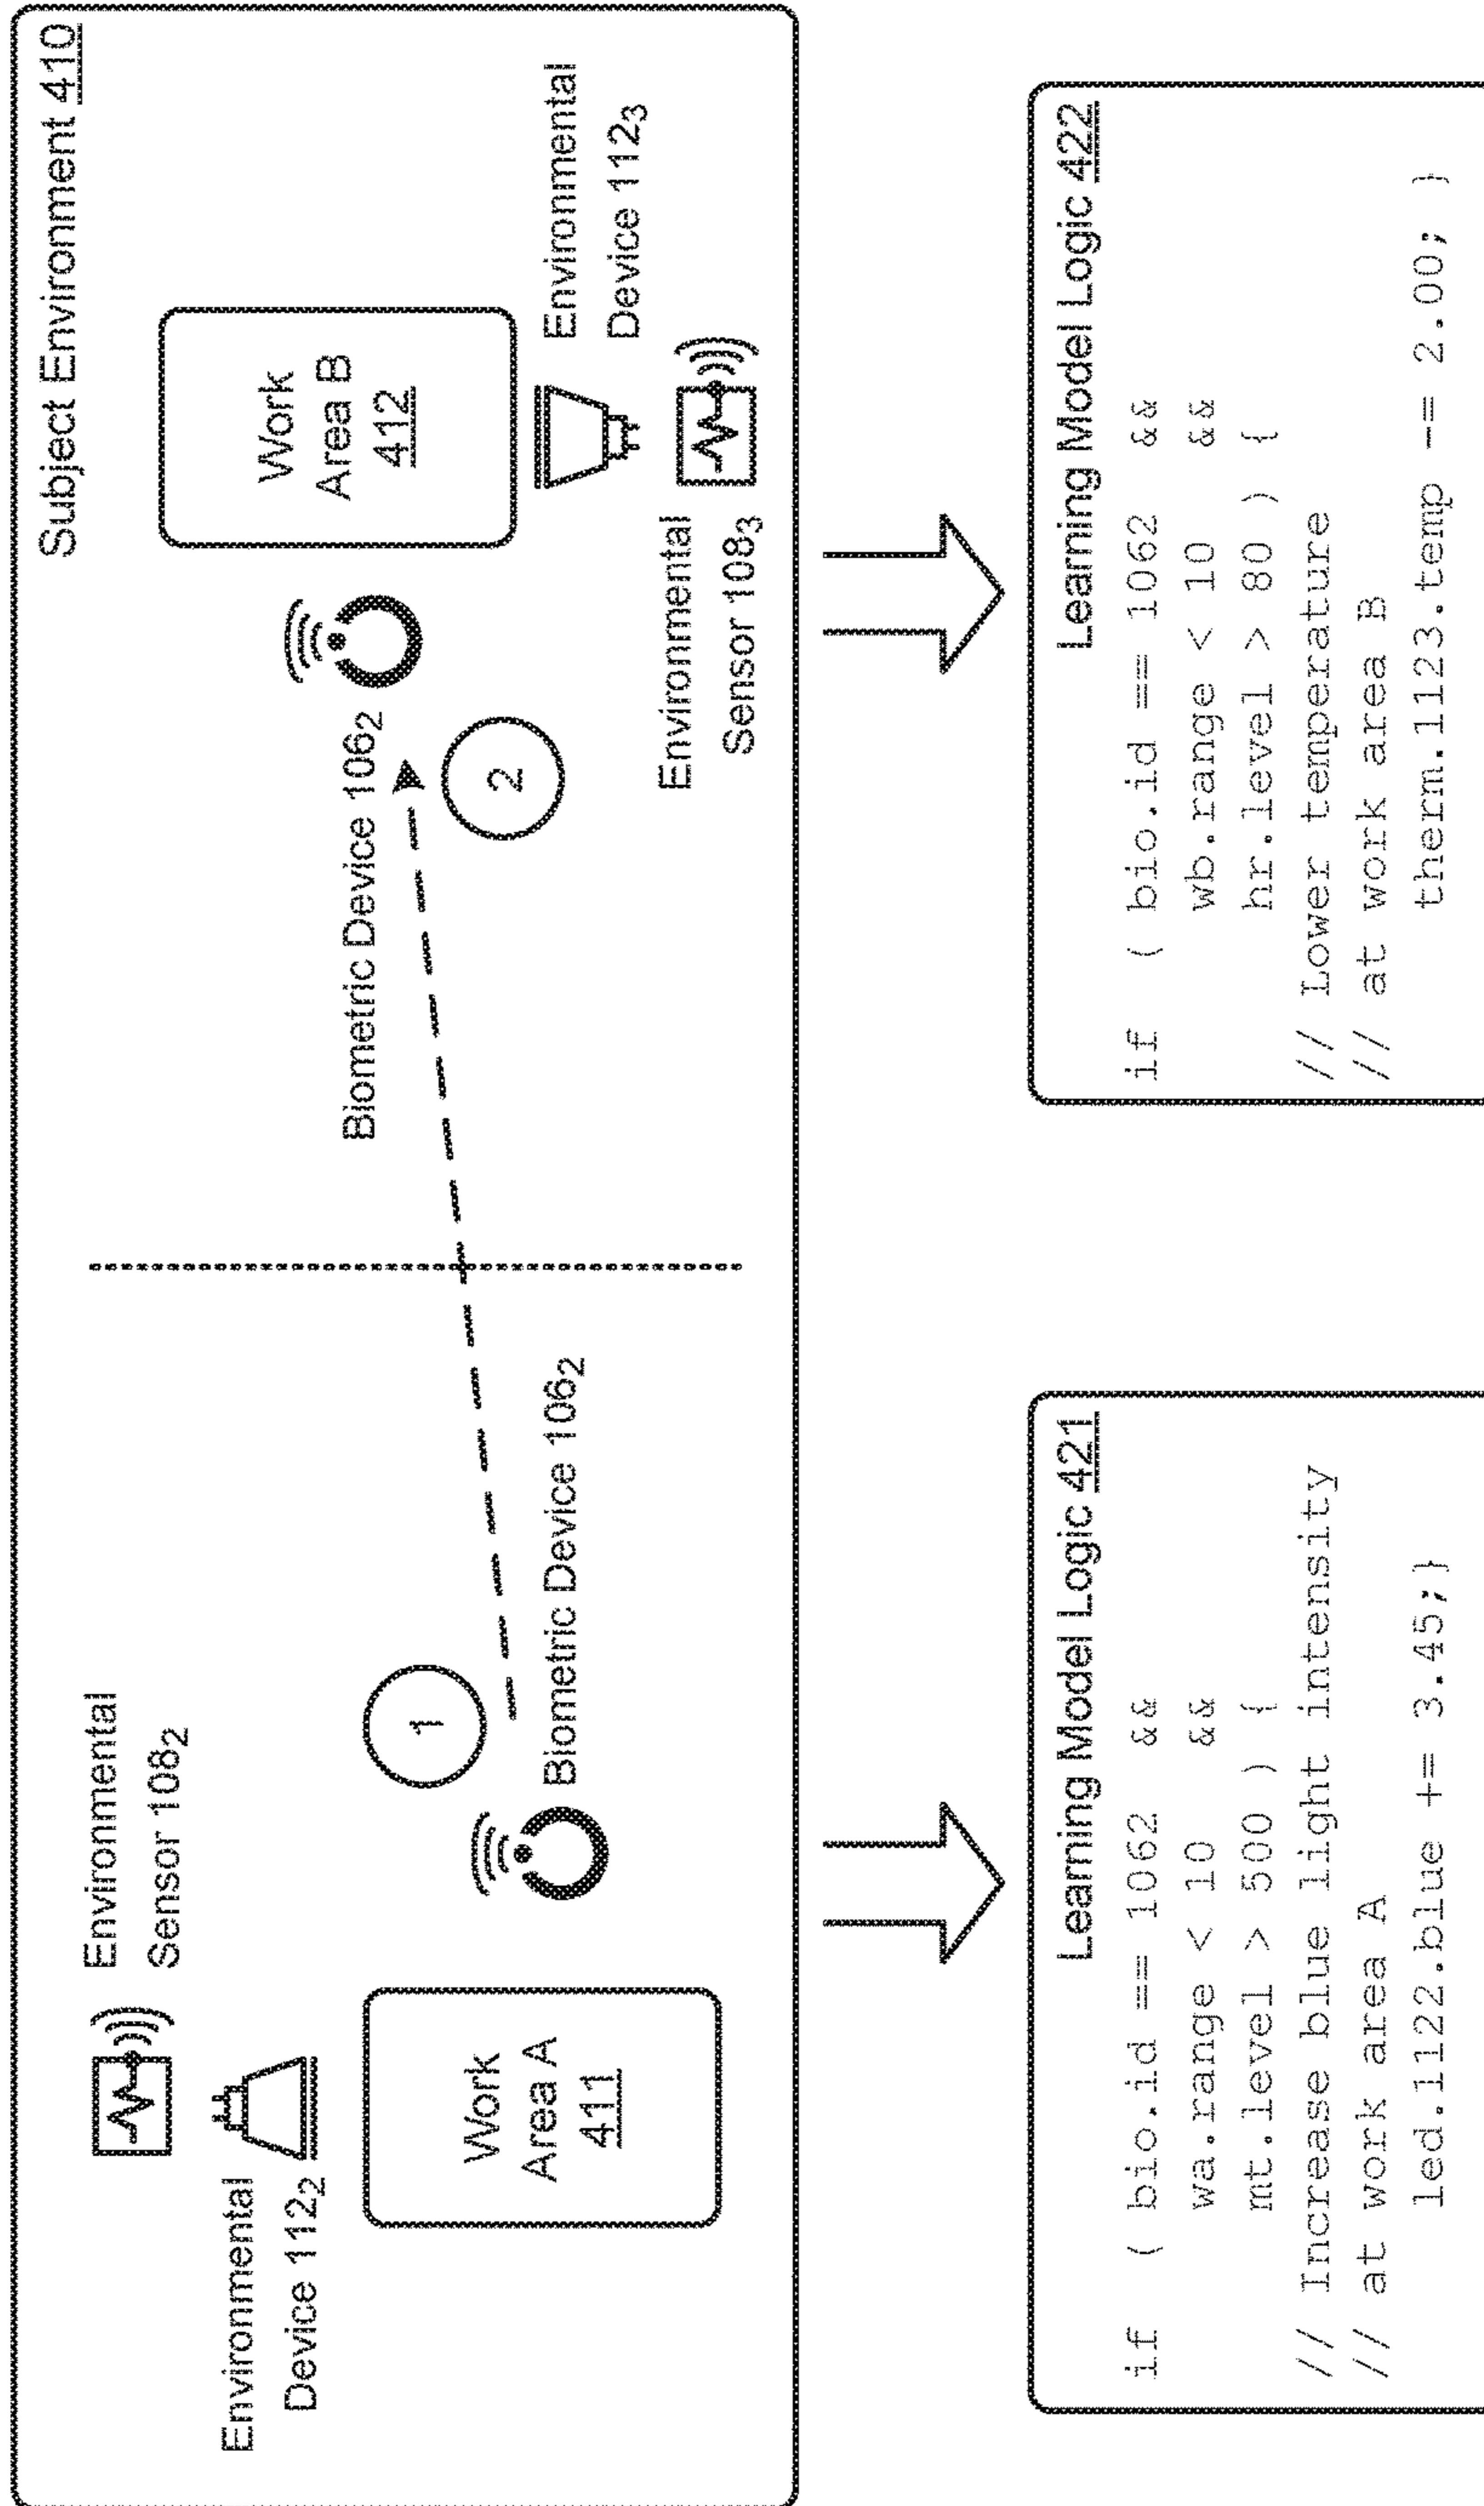 Subject Environment 410
Environmental
Sensor 108₂
Environmental
Device 112₂
Work
Area A
411
1
Biometric Device 106₂
Biometric Device 106₂
2
Work
Area B
412
Environmental
Device 112₃
Environmental
Sensor 108₃
Learning Model Logic 421
if ( bio.id == 1062 &&
wa.range < 10 &&
mt.level > 500 ) {
// Increase blue light intensity
// at work area A
led.1122.blue += 3.45;}
Learning Model Logic 422
if ( bio.id == 1062 &&
wb.range < 10 &&
hr.level > 80 ) {
// Lower temperature
// at work area B
therm.1123.temp -= 2.00; }